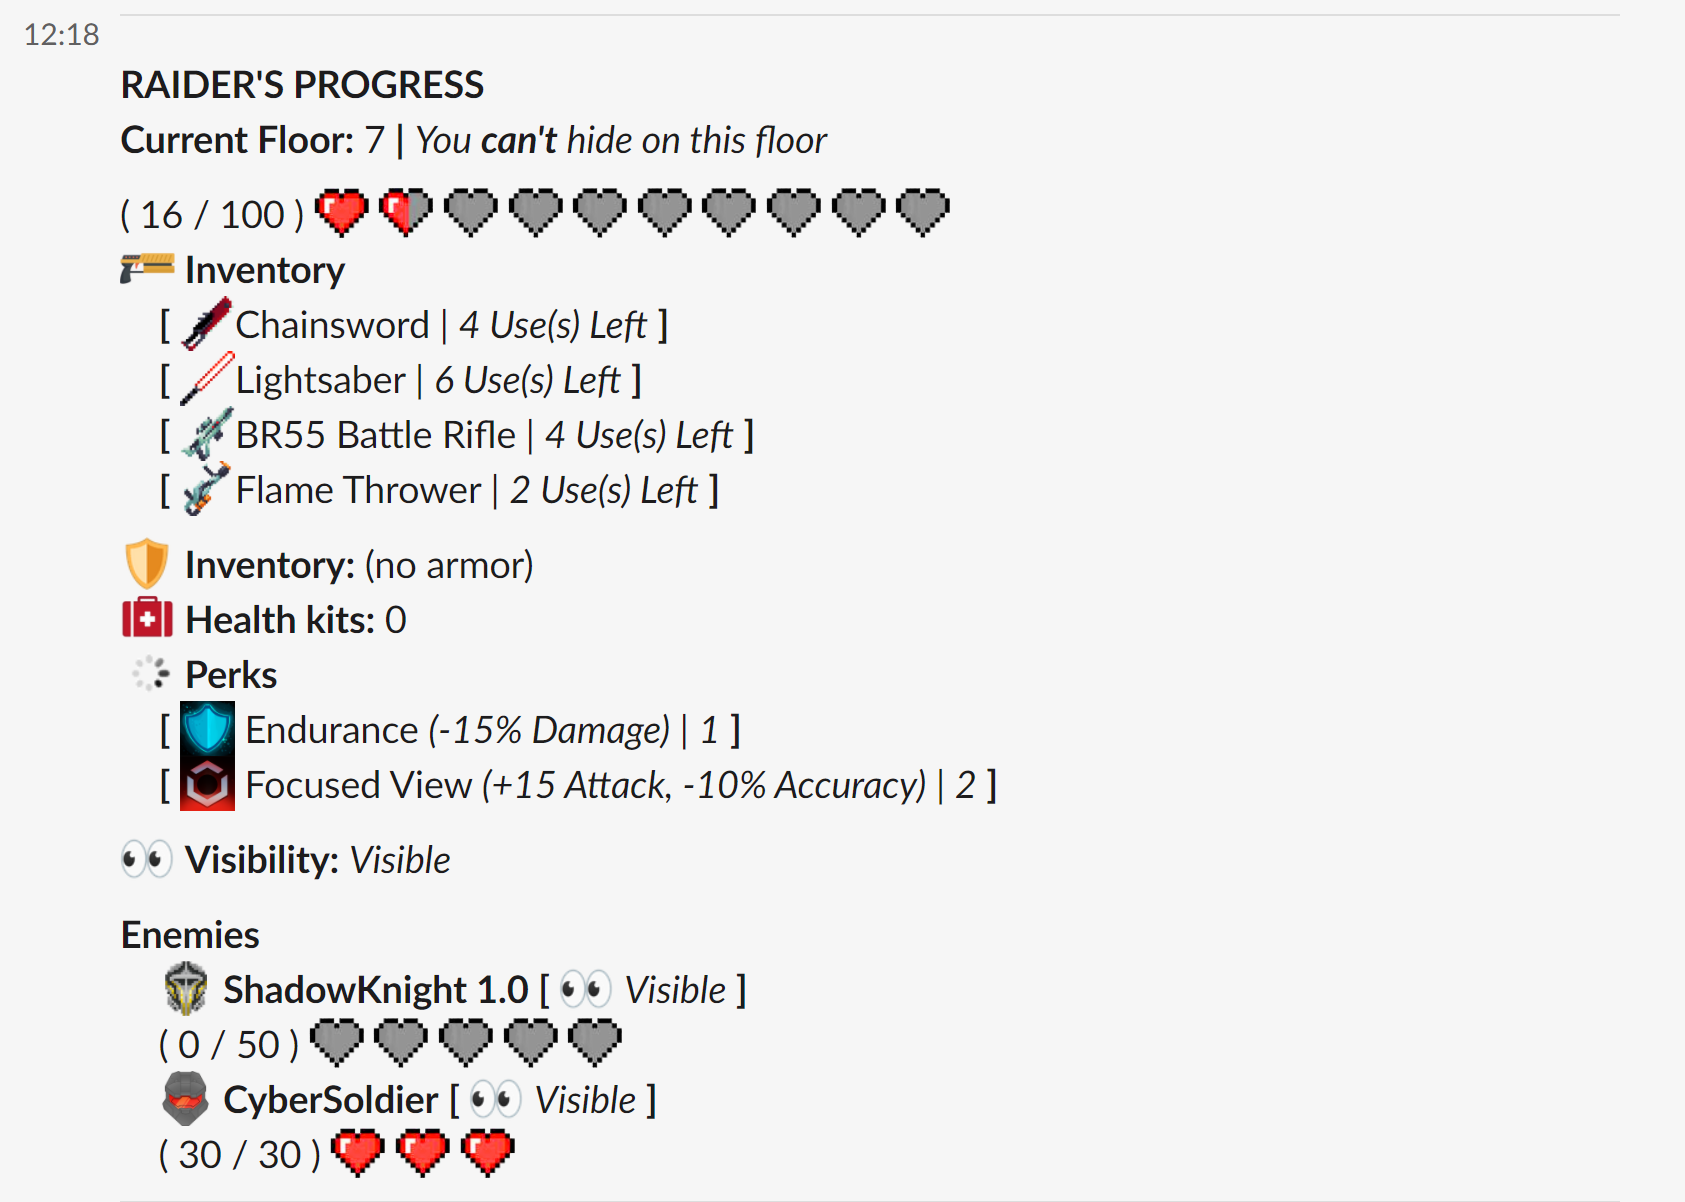 12:18
RAIDER'S PROGRESS
Current Floor: 7 | You can't hide on this floor
( 16 / 100 )
Inventory
[ Chainsword | 4 Use(s) Left ]
[ Lightsaber | 6 Use(s) Left ]
[ BR55 Battle Rifle | 4 Use(s) Left ]
[ Flame Thrower | 2 Use(s) Left ]
Inventory: (no armor)
Health kits: 0
Perks
[ Endurance (-15% Damage) | 1 ]
[ Focused View (+15 Attack, -10% Accuracy) | 2 ]
Visibility: Visible
Enemies
ShadowKnight 1.0 [ Visible ]
( 0 / 50 )
CyberSoldier [ Visible ]
( 30 / 30 )